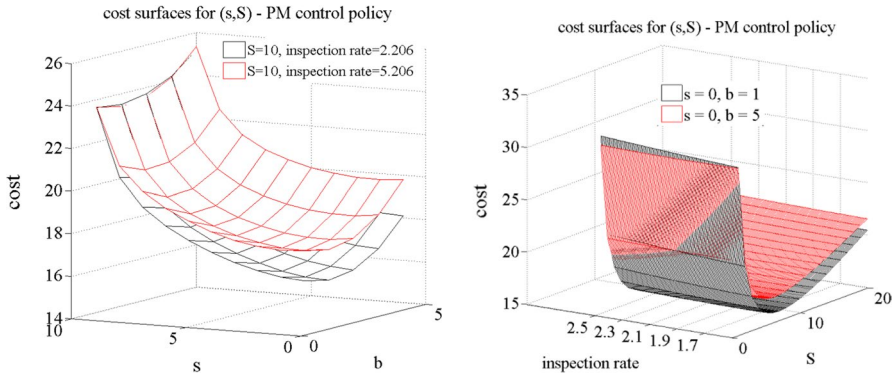 cost surfaces for (s,S) - PM control policy
S=10, inspection rate=2.206
S=10, inspection rate=5.206
26
24
22
20
18
16
14
cost
10
5
0
s
0
5
b
cost surfaces for (s,S) - PM control policy
s = 0, b = 1
s = 0, b = 5
35
30
25
20
15
cost
2.5
2.3
2.1
1.9
1.7
inspection rate
0
10
20
S